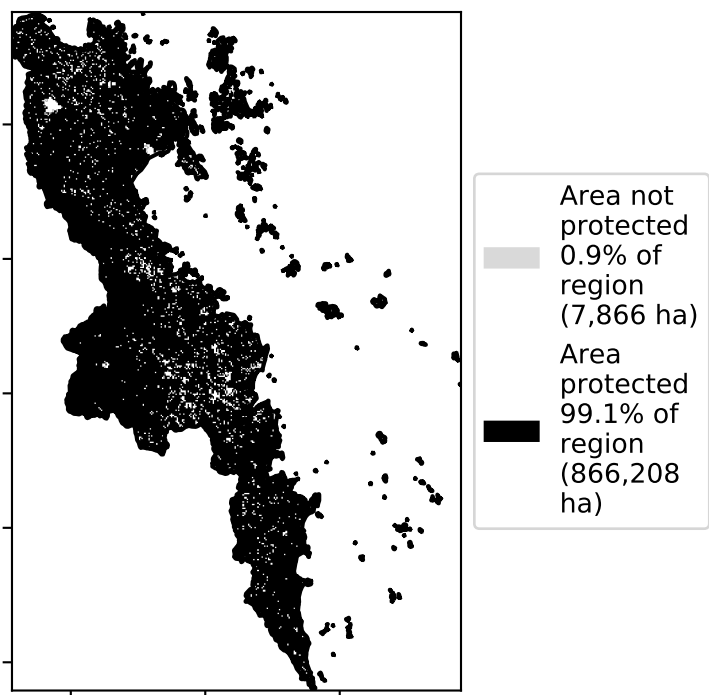 Area not
protected
0.9% of
region
(7,866 ha)
Area
protected
99.1% of
region
(866,208
ha)